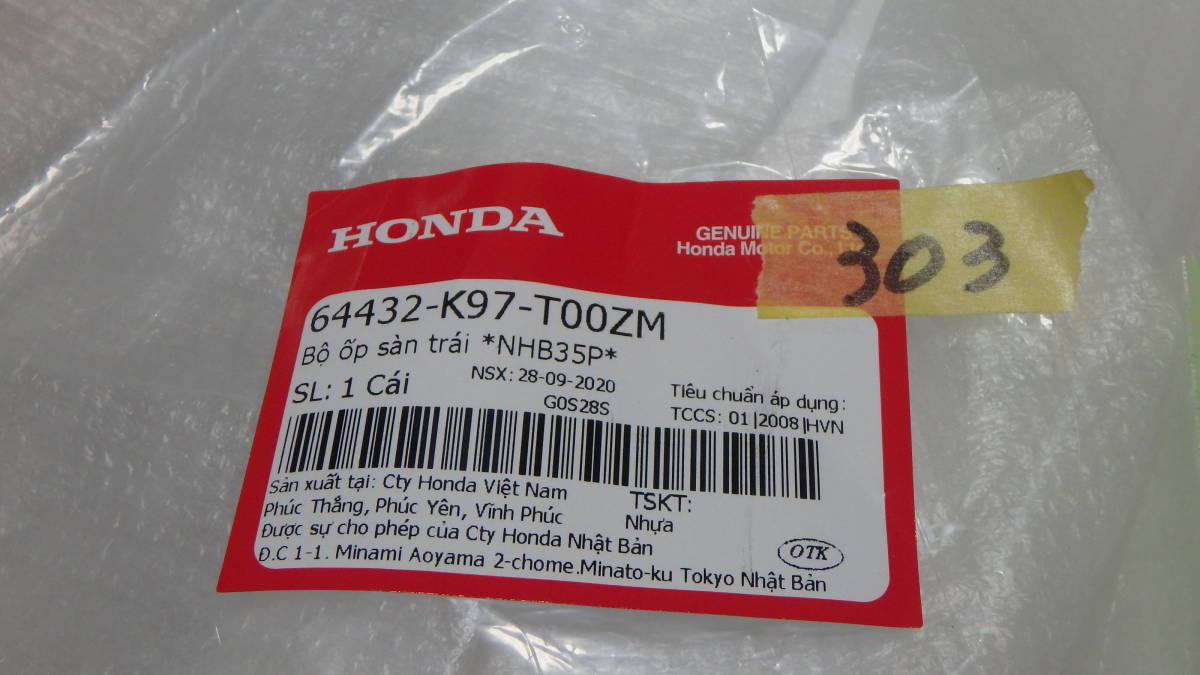 HONDA
GENUINE PARTS
Honda Motor Co., Ltd.
303
64432-K97-T00ZM
Bộ ốp sàn trái *NHB35P*
SL: 1 Cái
NSX: 28-09-2020
G0S28S
Tiêu chuẩn áp dụng:
TCCS: 01|2008|HVN
Sản xuất tại: Cty Honda Việt Nam
Phúc Thắng, Phúc Yên, Vĩnh Phúc
Được sự cho phép của Cty Honda Nhật Bản
Đ.C 1-1. Minami Aoyama 2-chome.Minato-ku Tokyo Nhật Bản
TSKT:
Nhựa
OTK